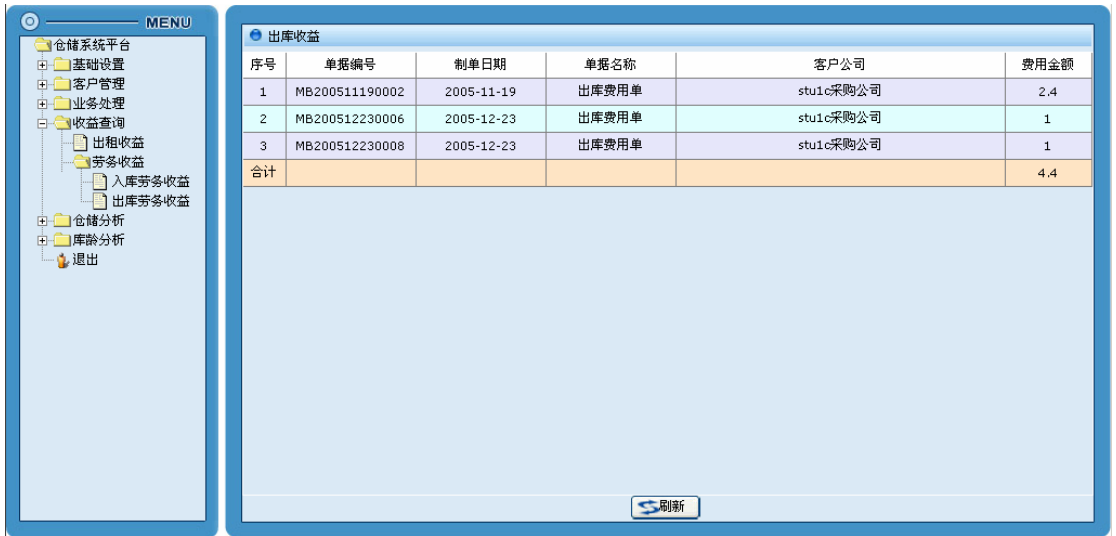 MENU
仓储系统平台
基础设置
客户管理
业务处理
收益查询
出租收益
劳务收益
入库劳务收益
出库劳务收益
仓储分析
库龄分析
退出
出库收益
序号 单据编号 制单日期 单据名称 客户公司 费用金额
1 MB200511190002 2005-11-19 出库费用单 stu1c采购公司 2.4
2 MB200512230006 2005-12-23 出库费用单 stu1c采购公司 1
3 MB200512230008 2005-12-23 出库费用单 stu1c采购公司 1
合计 4.4
刷新